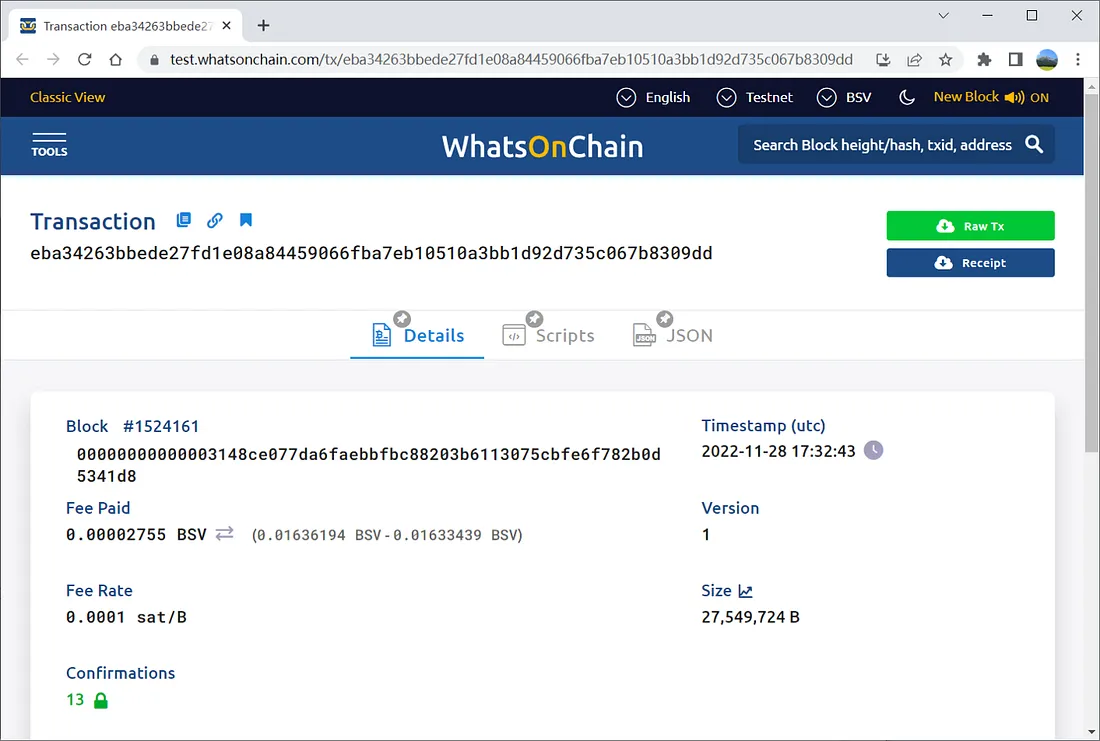 Transaction eba34263bbede27
test.whatsonchain.com/tx/eba34263bbede27fd1e08a84459066fba7eb10510a3bb1d92d735c067b8309dd
Classic View
English
Testnet
BSV
New Block ON
TOOLS
WhatsOnChain
Search Block height/hash, txid, address
Transaction
Raw Tx
eba34263bbede27fd1e08a84459066fba7eb10510a3bb1d92d735c067b8309dd
Receipt
Details
Scripts
JSON
JSON
Block #1524161
Timestamp (utc)
00000000000003148ce077da6faebbfbc88203b6113075cbfe6f782b0d
2022-11-28 17:32:43
5341d8
Fee Paid
Version
0.00002755 BSV (0.01636194 BSV-0.01633439 BSV)
1
Fee Rate
Size
0.0001 sat/B
27,549,724 B
Confirmations
13